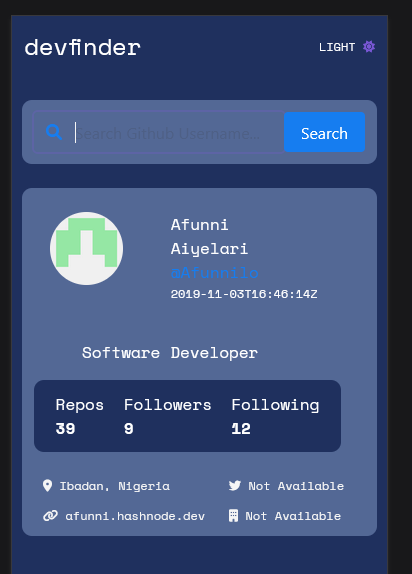 devfinder
LIGHT
Search Github Username...
Search
Afunni
Aiyelari
2019-11-03T16:46:14Z
Software Developer
Repos Followers Following
39 9 12
Ibadan, Nigeria Not Available
afunni.hashnode.dev Not Available